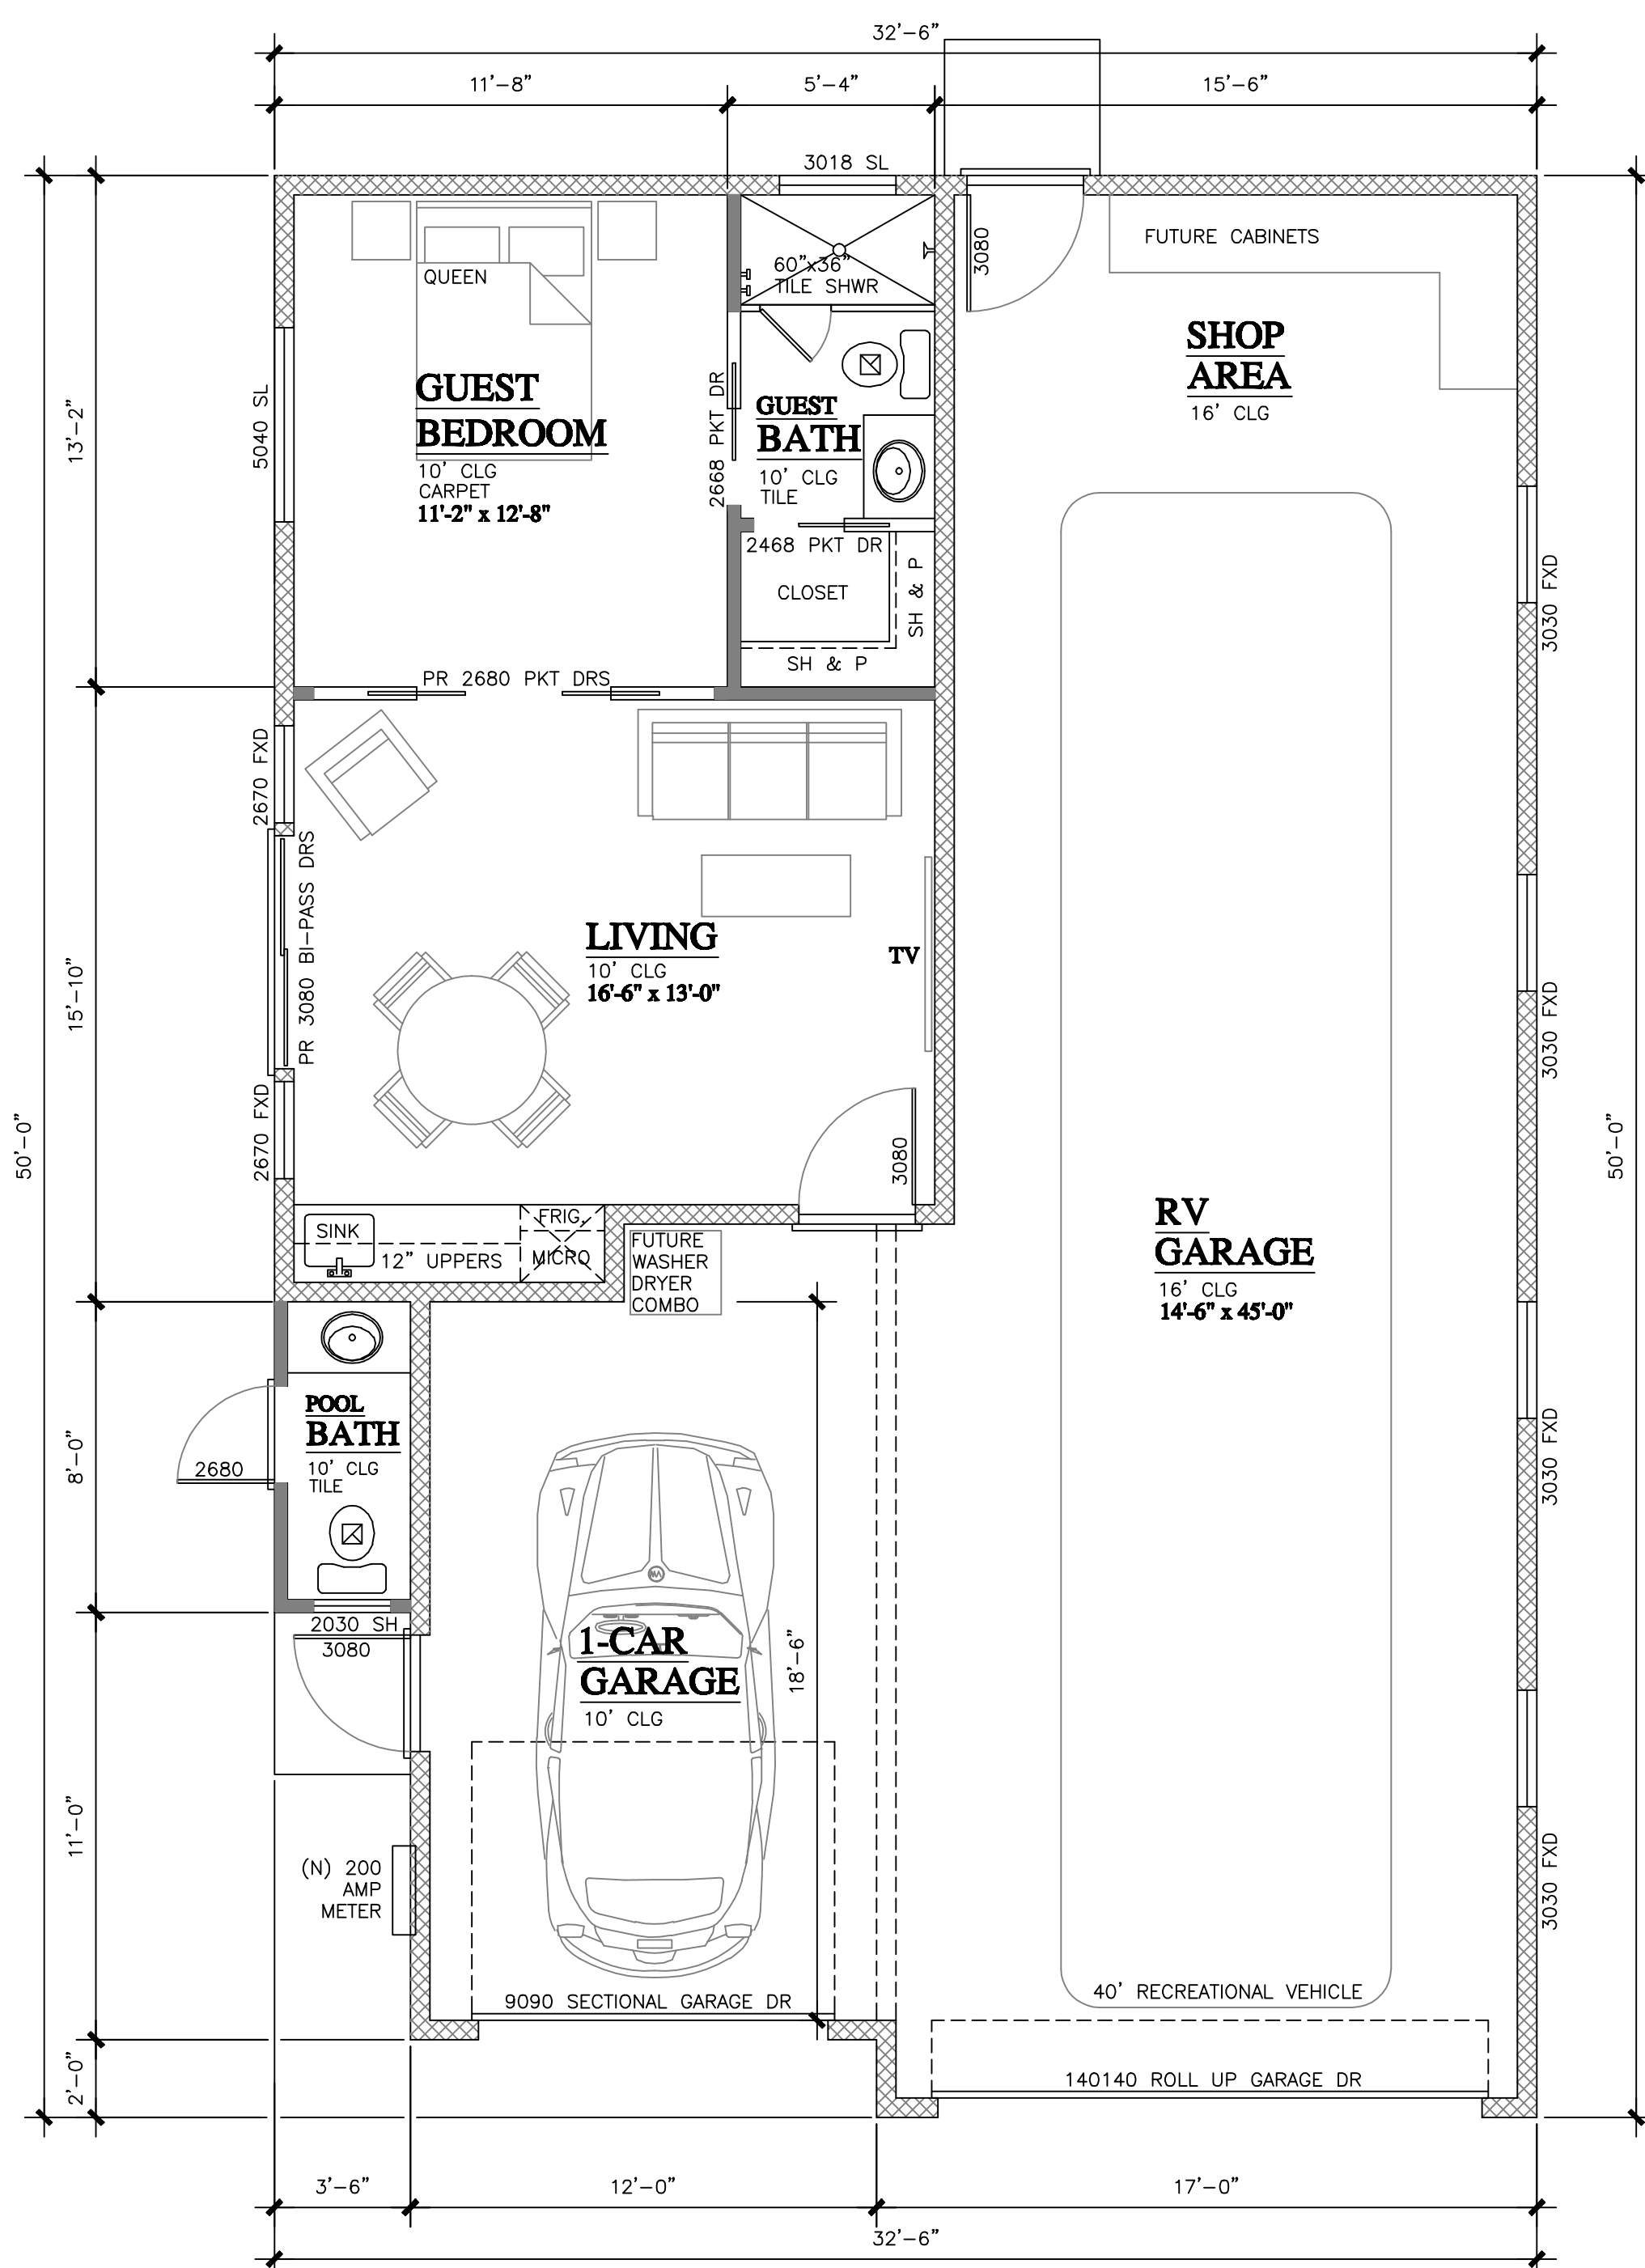 32'-6"
11'-8"
5'-4"
15'-6"
3018 SL
3080
FUTURE CABINETS
60"x36"
TILE SHWR
QUEEN
SHOP
AREA
16' CLG
GUEST
BEDROOM
10' CLG
CARPET
11'-2" x 12'-8"
5040 SL
13'-2"
2668 PKT DR
GUEST
BATH
10' CLG
TILE
2468 PKT DR
CLOSET
SH & P
SH & P
3030 FXD
PR 2680 PKT DRS
2670 FXD
PR 3080 BI-PASS DRS
15'-10"
LIVING
10' CLG
16'-6" x 13'-0"
TV
3030 FXD
2670 FXD
3080
50'-0"
50'-0"
RV
GARAGE
16' CLG
14'-6" x 45'-0"
SINK
12" UPPERS
FRIG.
MICRO
FUTURE
WASHER
DRYER
COMBO
POOL
BATH
10' CLG
TILE
2680
8'-0"
3030 FXD
2030 SH
3080
1-CAR
GARAGE
10' CLG
18'-6"
11'-0"
(N) 200
AMP
METER
3030 FXD
9090 SECTIONAL GARAGE DR
40' RECREATIONAL VEHICLE
2'-0"
140140 ROLL UP GARAGE DR
3'-6"
12'-0"
17'-0"
32'-6"